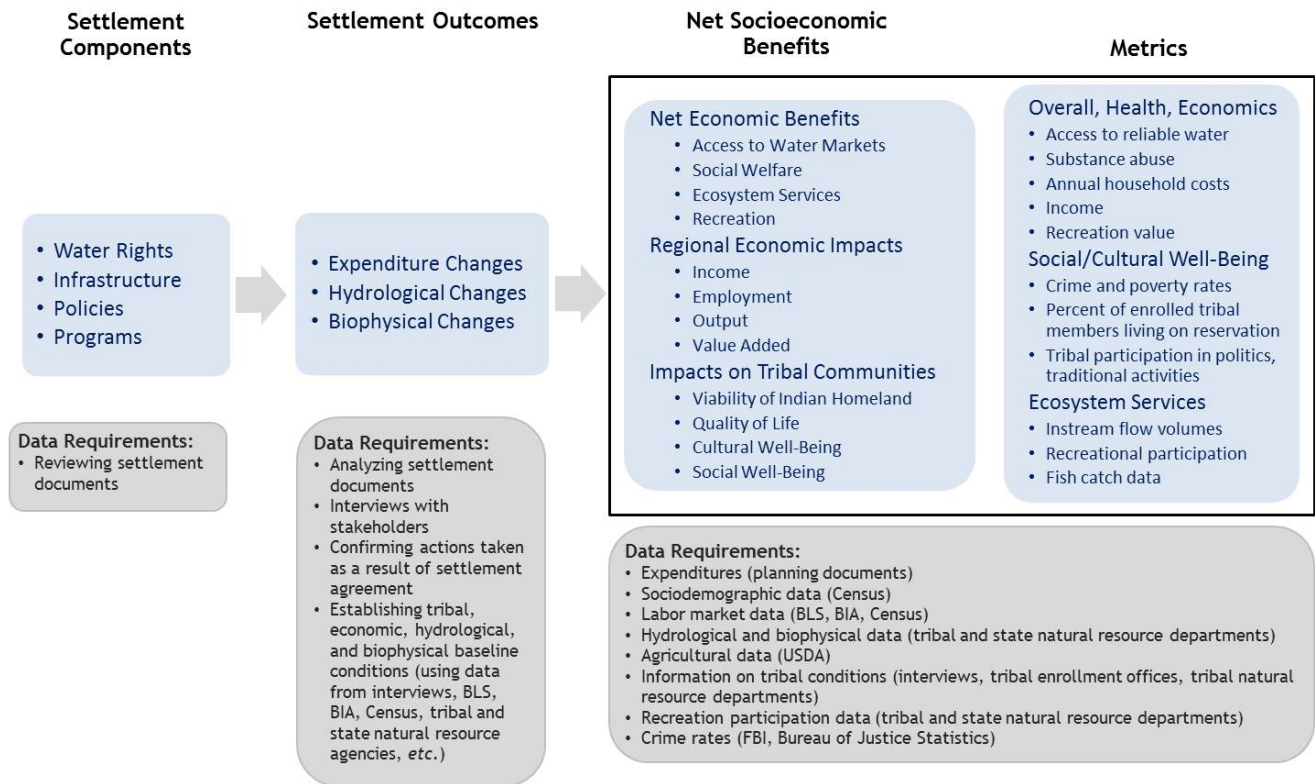 Settlement
Components
Settlement Outcomes
Net Socioeconomic
Benefits
Metrics
• Water Rights
• Infrastructure
• Policies
• Programs
Data Requirements:
• Reviewing settlement
documents
• Expenditure Changes
• Hydrological Changes
• Biophysical Changes
Data Requirements:
• Analyzing settlement
documents
• Interviews with
stakeholders
• Confirming actions taken
as a result of settlement
agreement
• Establishing tribal,
economic, hydrological,
and biophysical baseline
conditions (using data
from interviews, BLS,
BIA, Census, tribal and
state natural resource
agencies, etc.)
Net Economic Benefits
• Access to Water Markets
• Social Welfare
• Ecosystem Services
• Recreation
Regional Economic Impacts
• Income
• Employment
• Output
• Value Added
Impacts on Tribal Communities
• Viability of Indian Homeland
• Quality of Life
• Cultural Well-Being
• Social Well-Being
Overall, Health, Economics
• Access to reliable water
• Substance abuse
• Annual household costs
• Income
• Recreation value
Social/Cultural Well-Being
• Crime and poverty rates
• Percent of enrolled tribal
members living on reservation
• Tribal participation in politics,
traditional activities
Ecosystem Services
• Instream flow volumes
• Recreational participation
• Fish catch data
Data Requirements:
• Expenditures (planning documents)
• Sociodemographic data (Census)
• Labor market data (BLS, BIA, Census)
• Hydrological and biophysical data (tribal and state natural resource departments)
• Agricultural data (USDA)
• Information on tribal conditions (interviews, tribal enrollment offices, tribal natural
resource departments)
• Recreation participation data (tribal and state natural resource departments)
• Crime rates (FBI, Bureau of Justice Statistics)